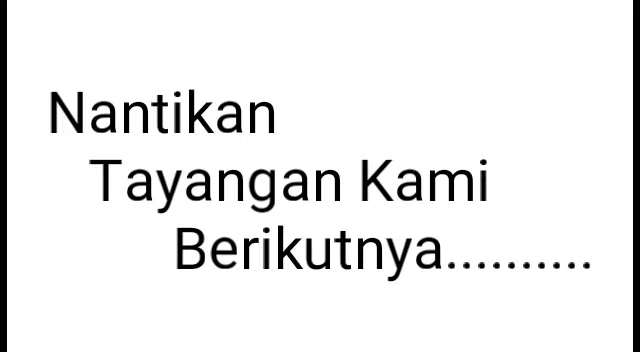 Nantikan
Tayangan Kami
Berikutnya..........